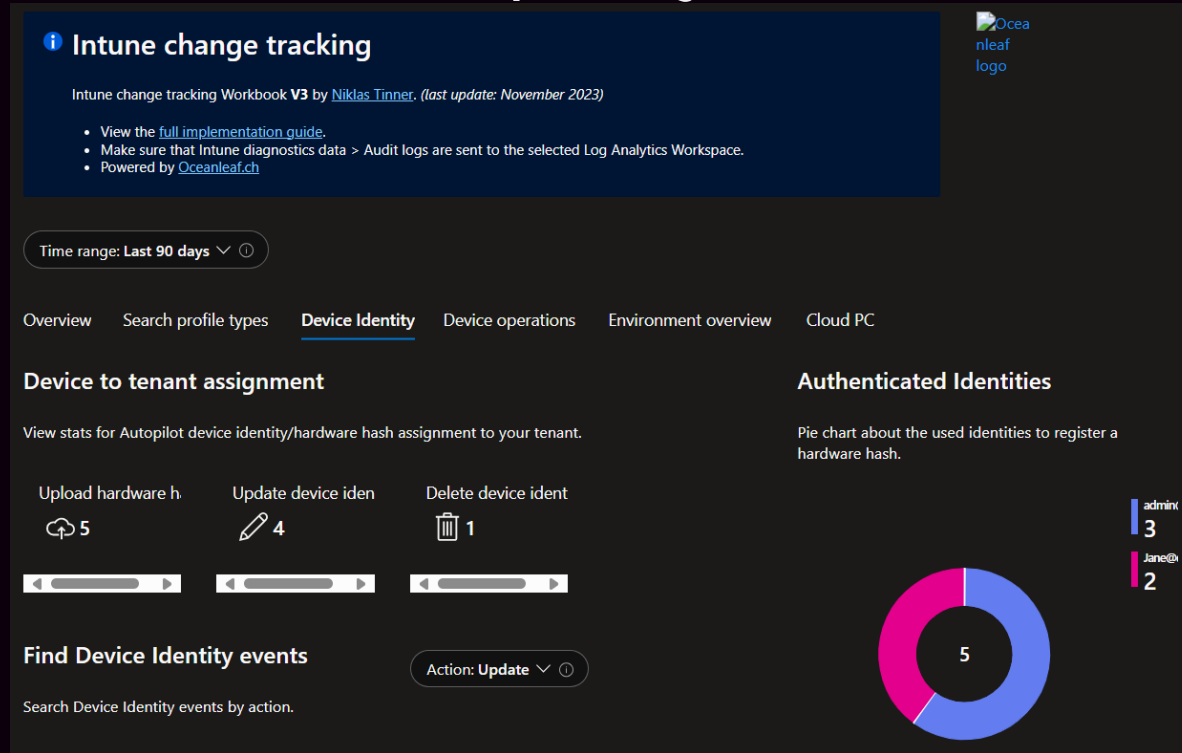 Intune change tracking
Ocea
nleaf
logo
Intune change tracking Workbook V3 by Niklas Tinner. (last update: November 2023)
• View the full implementation guide.
• Make sure that Intune diagnostics data > Audit logs are sent to the selected Log Analytics Workspace.
• Powered by Oceanleaf.ch
Time range: Last 90 days
Overview Search profile types Device Identity Device operations Environment overview Cloud PC
Device to tenant assignment
View stats for Autopilot device identity/hardware hash assignment to your tenant.
Upload hardware h
Update device iden
Delete device ident
5
4
1
Authenticated Identities
Pie chart about the used identities to register a
hardware hash.
admin
3
Jane@
2
5
Find Device Identity events
Action: Update
Search Device Identity events by action.